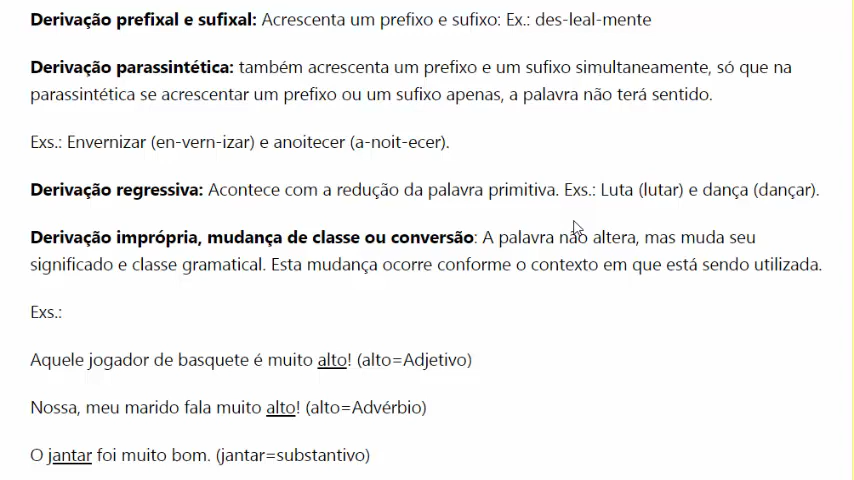 Derivação prefixal e sufixal: Acrescenta um prefixo e sufixo: Ex.: des-leal-mente
Derivação parassintética: também acrescenta um prefixo e um sufixo simultaneamente, só que na
parassintética se acrescentar um prefixo ou um sufixo apenas, a palavra não terá sentido.
Exs.: Envernizar (en-vern-izar) e anoitecer (a-noit-ecer).
Derivação regressiva: Acontece com a redução da palavra primitiva. Exs.: Luta (lutar) e dança (dançar).
Derivação imprópria, mudança de classe ou conversão: A palavra não altera, mas muda seu
significado e classe gramatical. Esta mudança ocorre conforme o contexto em que está sendo utilizada.
Exs.:
Aquele jogador de basquete é muito alto! (alto=Adjetivo)
Nossa, meu marido fala muito alto! (alto=Advérbio)
O jantar foi muito bom. (jantar=substantivo)